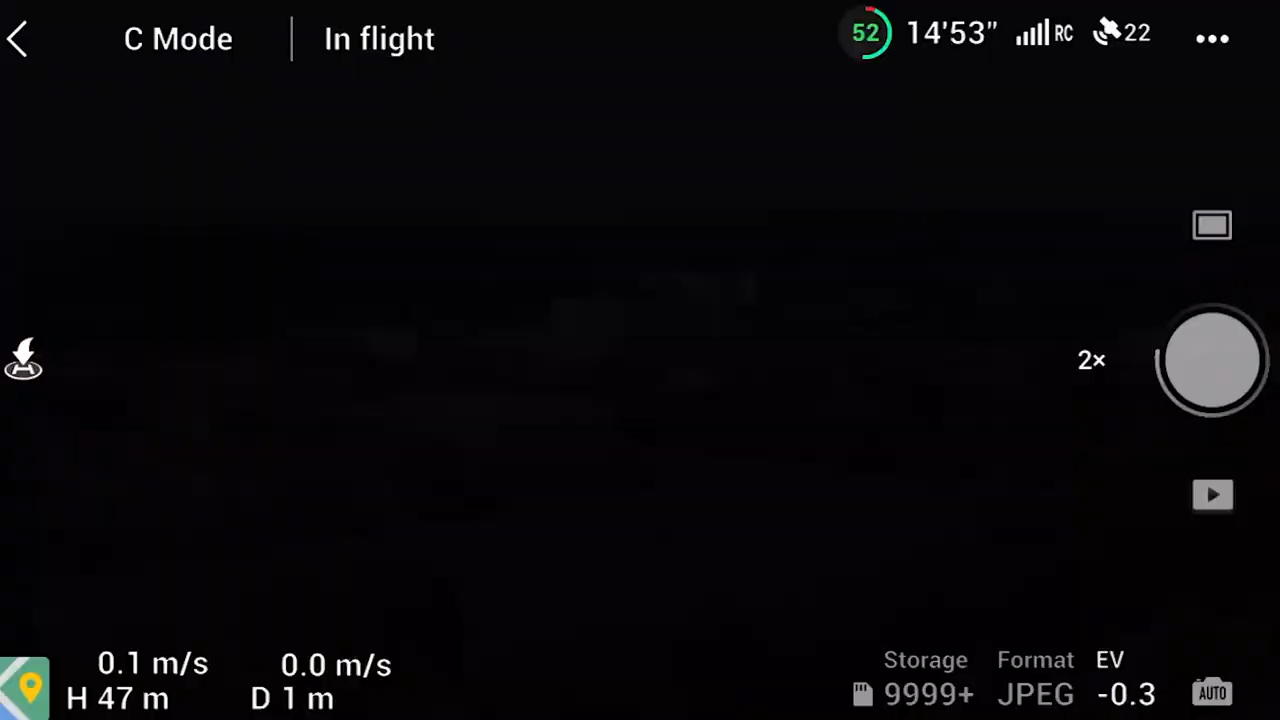 C Mode | In flight 52 14'53” RC 22
2×
0.1 m/s 0.0 m/s Storage Format EV
H 47 m D 1 m 9999+ JPEG -0.3 AUTO